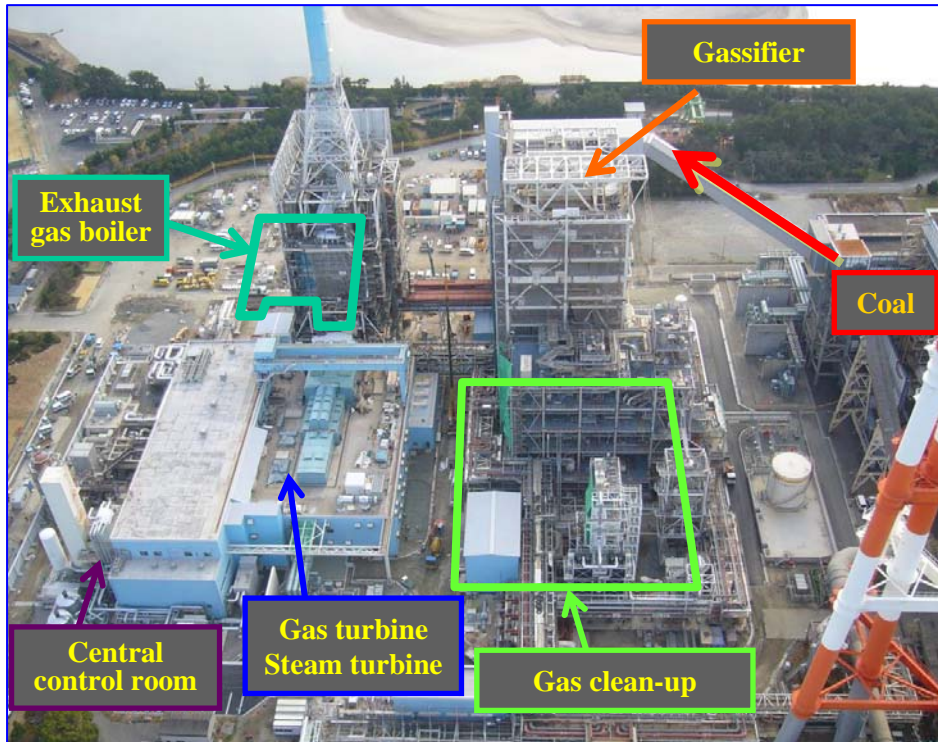 Gassifier
Exhaust
gas boiler
Coal
Gas turbine
Steam turbine
Central
control room
Gas clean-up